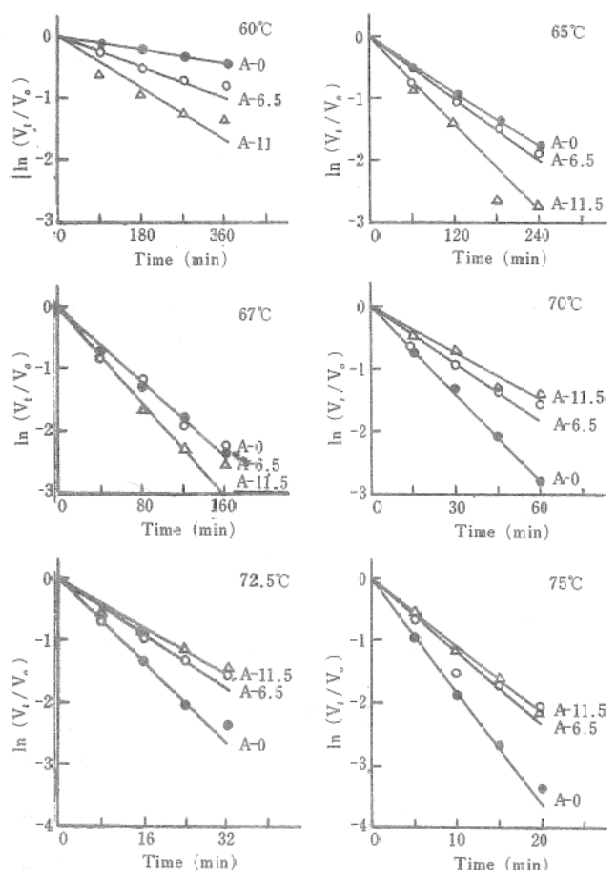 60℃
0
-1
-2
-3
ln (Vt/Vo)
A-0
A-6.5
A-11
0 180 360
Time (min)
65℃
0
-1
-2
-3
ln (Vt/Vo)
A-0
A-6.5
A-11.5
0 120 240
Time (min)
67℃
0
-1
-2
-3
ln (Vt/Vo)
A-0
A-6.5
A-11.5
0 80 160
Time (min)
70℃
0
-1
-2
-3
ln (Vt/Vo)
A-11.5
A-6.5
A-0
0 30 60
Time (min)
72.5℃
0
-1
-2
-3
-4
ln (Vt/Vo)
A-11.5
A-6.5
A-0
0 16 32
Time (min)
75℃
0
-1
-2
-3
-4
ln (Vt/Vo)
A-11.5
A-6.5
A-0
0 10 20
Time (min)